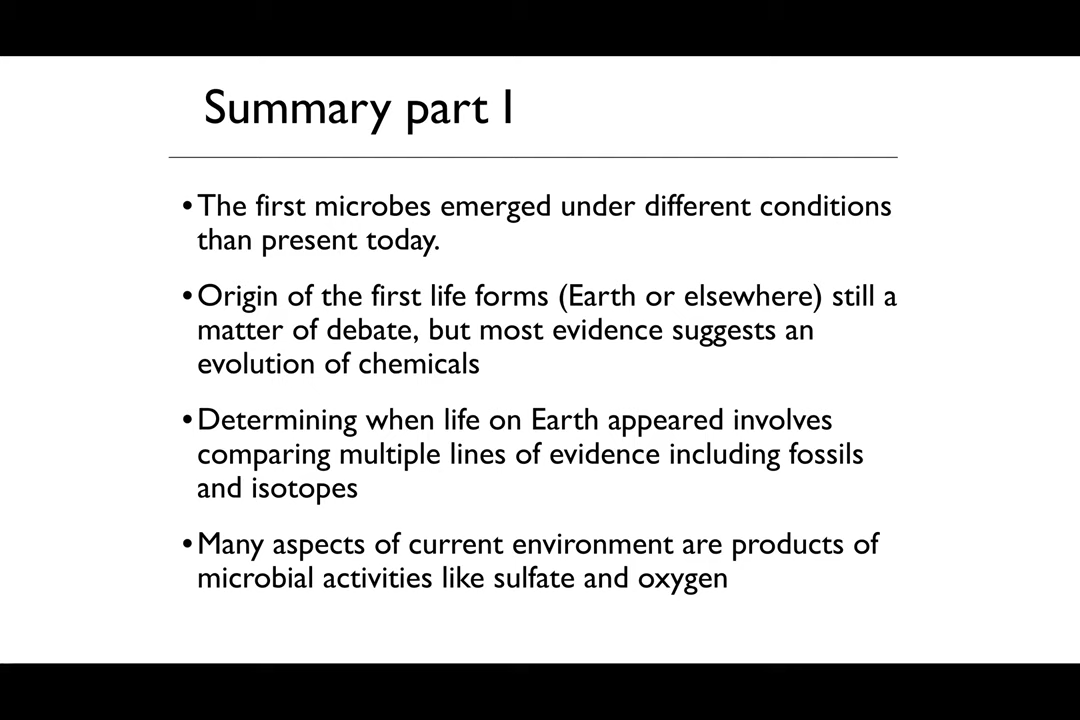 Summary part I
•The first microbes emerged under different conditions
than present today.
•Origin of the first life forms (Earth or elsewhere) still a
matter of debate, but most evidence suggests an
evolution of chemicals
•Determining when life on Earth appeared involves
comparing multiple lines of evidence including fossils
and isotopes
•Many aspects of current environment are products of
microbial activities like sulfate and oxygen